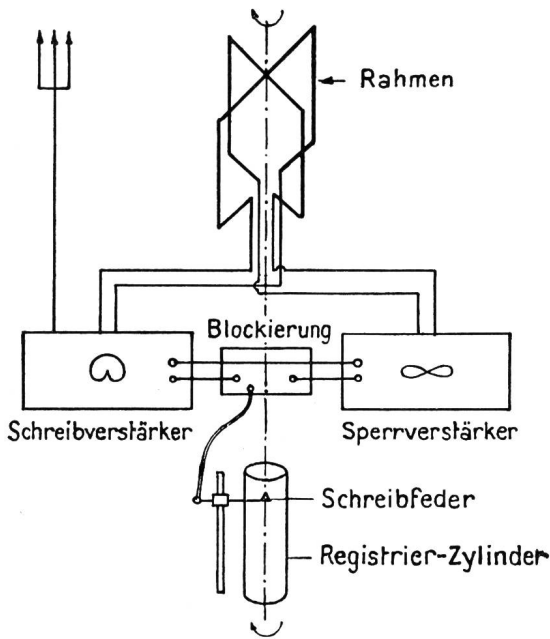 Rahmen
Blockierung
Schreibverstärker
Sperrverstärker
Schreibfeder
Registrier-Zylinder